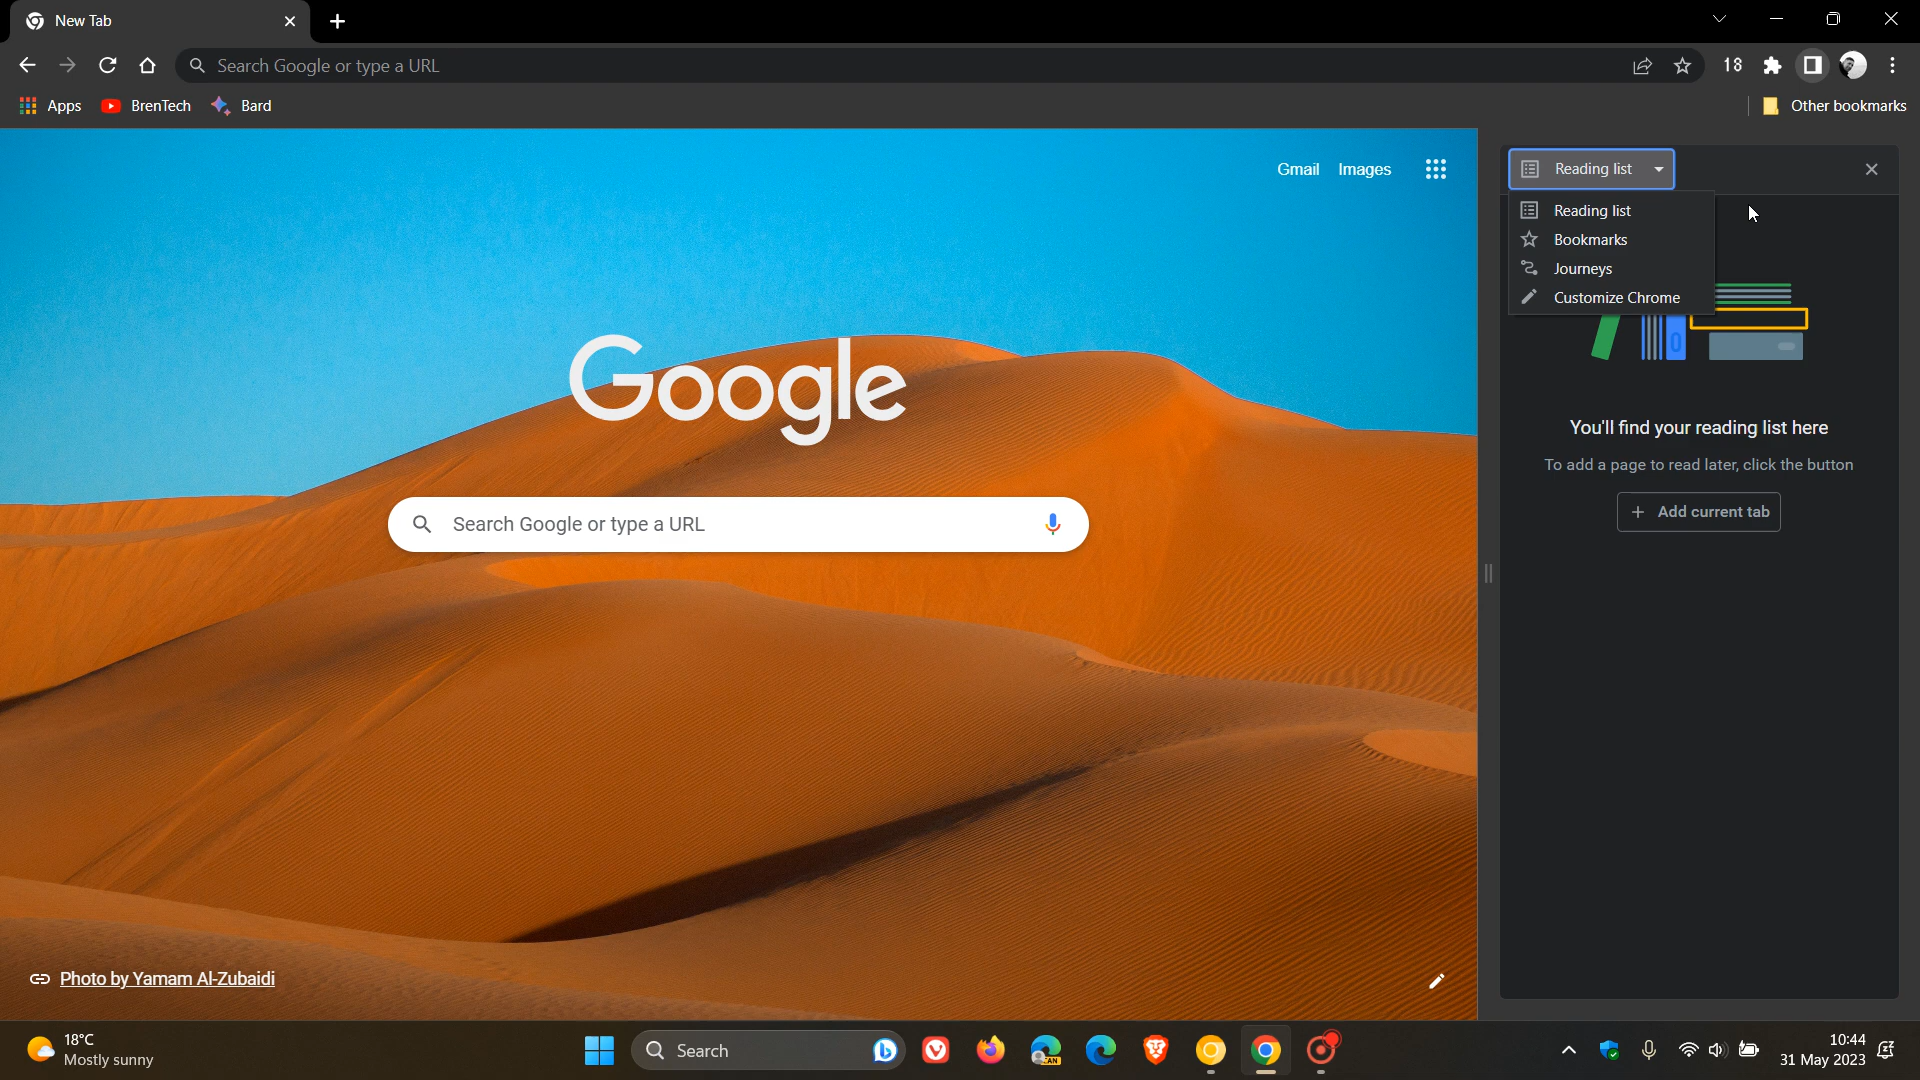 New Tab
Search Google or type a URL
18
Apps
BrenTech
Bard
Other bookmarks
Gmail
Images
Reading list
Reading list
Bookmarks
Journeys
Customize Chrome
Google
You'll find your reading list here
To add a page to read later, click the button
Add current tab
Search Google or type a URL
Photo by Yamam Al-Zubaidi
18°C
Mostly sunny
Search
CAN
10:44
31 May 2023